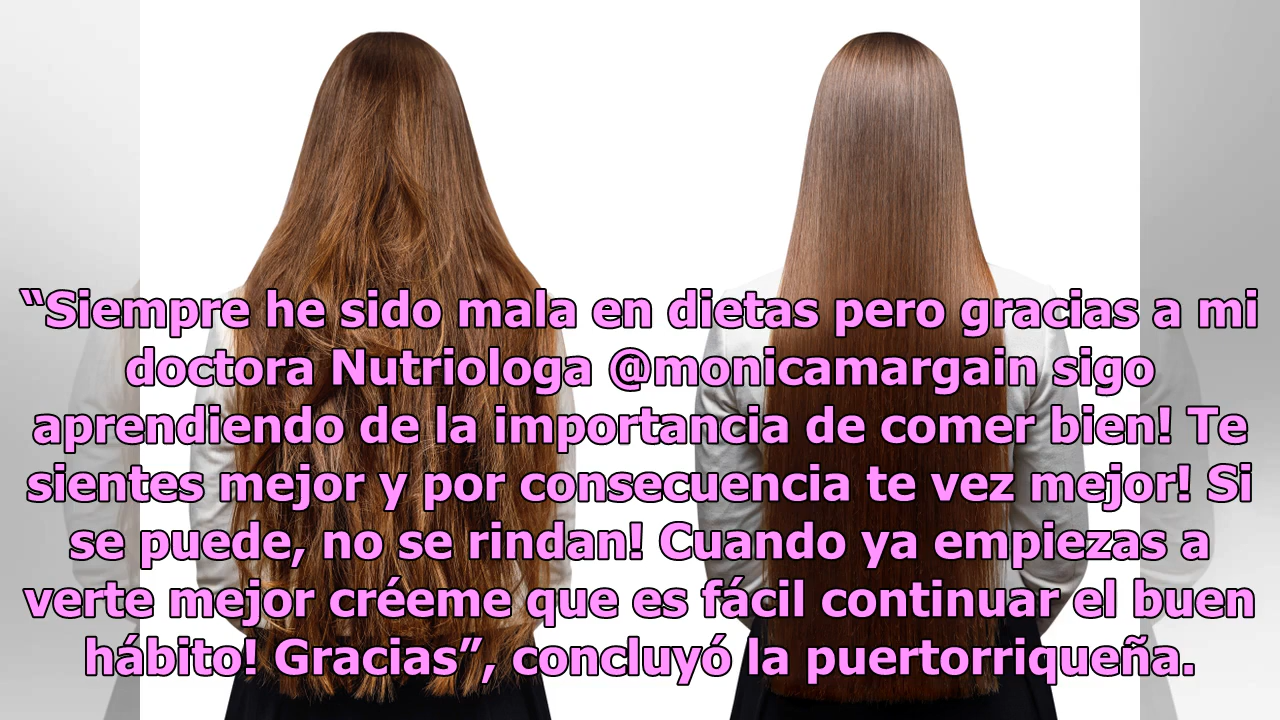 “Siempre he sido mala en dietas pero gracias a mi
doctora Nutriologa @monicamargain sigo
aprendiendo de la importancia de comer bien! Te
sientes mejor y por consecuencia te vez mejor! Si
se puede, no se rindan! Cuando ya empiezas a
verte mejor créeme que es fácil continuar el buen
hábito! Gracias”, concluyó la puertorriqueña.